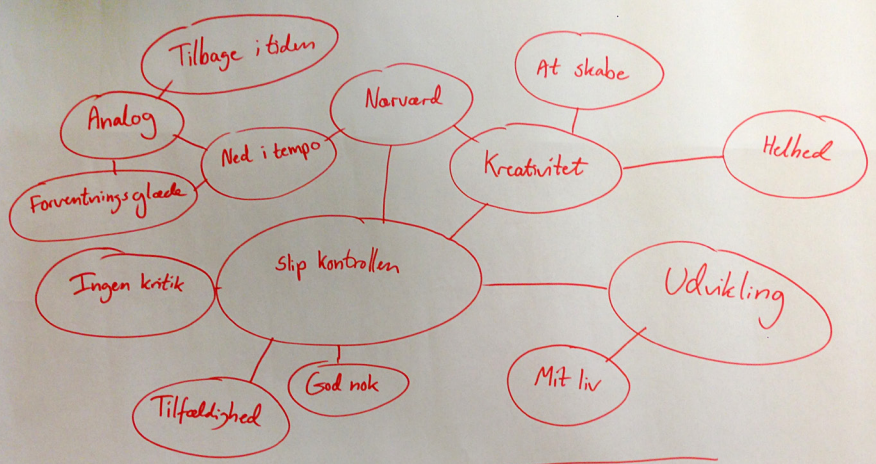 Tilbage i tiden
At skabe
Nærværd
Analog
Ned i tempo
Kreativitet
Helhed
Forventningsglæde
Slip kontrollen
Ingen kritik
Udvikling
God nok
Mit liv
Tilfældighed